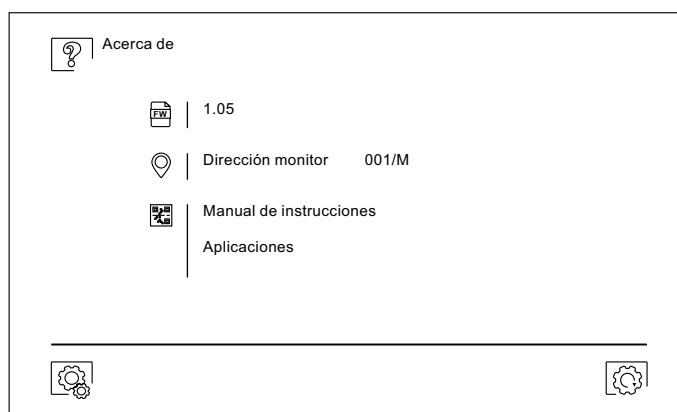 Acerca de
FW
1.05
Dirección monitor 001/M
Manual de instrucciones
Aplicaciones